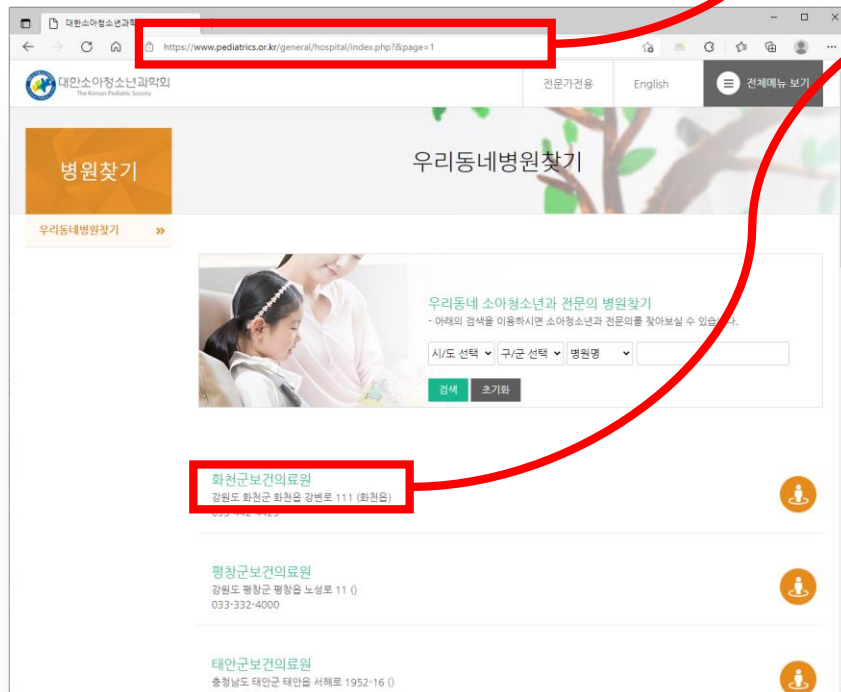 대한소아청소년과학
https://www.pediatrics.or.kr/general/hospital/index.php?&page=1
대한소아청소년과학회
The Korean Pediatric Society
전문가전용
English
전체메뉴 보기
병원찾기
우리동네병원찾기
우리동네병원찾기
우리동네 소아청소년과 전문의 병원찾기
- 아래의 검색을 이용하시면 소아청소년과 전문의를 찾아보실 수 있습니다.
시/도 선택 구/군 선택 병원명
검색 초기화
화천군보건의료원
강원도 화천군 화천읍 강변로 111 (화천읍)
평창군보건의료원
강원도 평창군 평창읍 노성로 11 ()
033-332-4000
태안군보건의료원
충청남도 태안군 태안읍 서해로 1952-16 ()